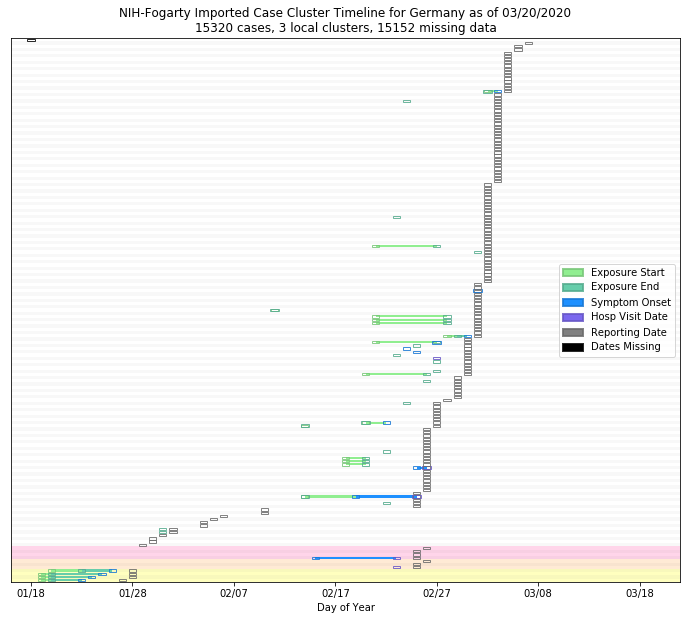 NIH-Fogarty Imported Case Cluster Timeline for Germany as of 03/20/2020
15320 cases, 3 local clusters, 15152 missing data
Exposure Start
Exposure End
Symptom Onset
Hosp Visit Date
Reporting Date
Dates Missing
01/18 01/28 02/07 02/17 02/27 03/08 03/18
Day of Year